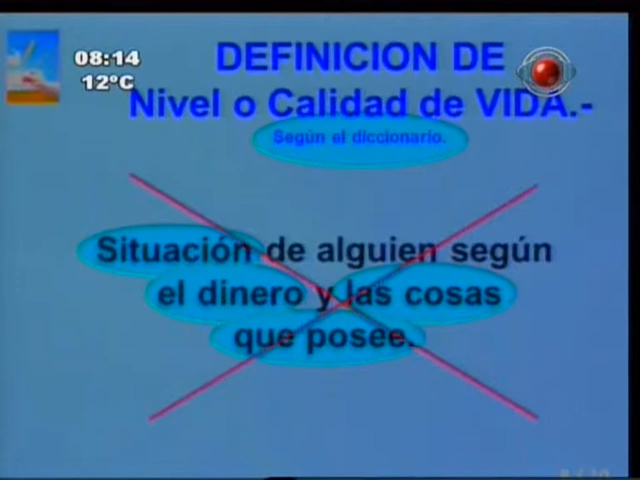 08:14
12ºC
DEFINICION DE
Nivel o Calidad de VIDA.-
Según el diccionario.
Situación de alguien según
el dinero y las cosas
que posee.